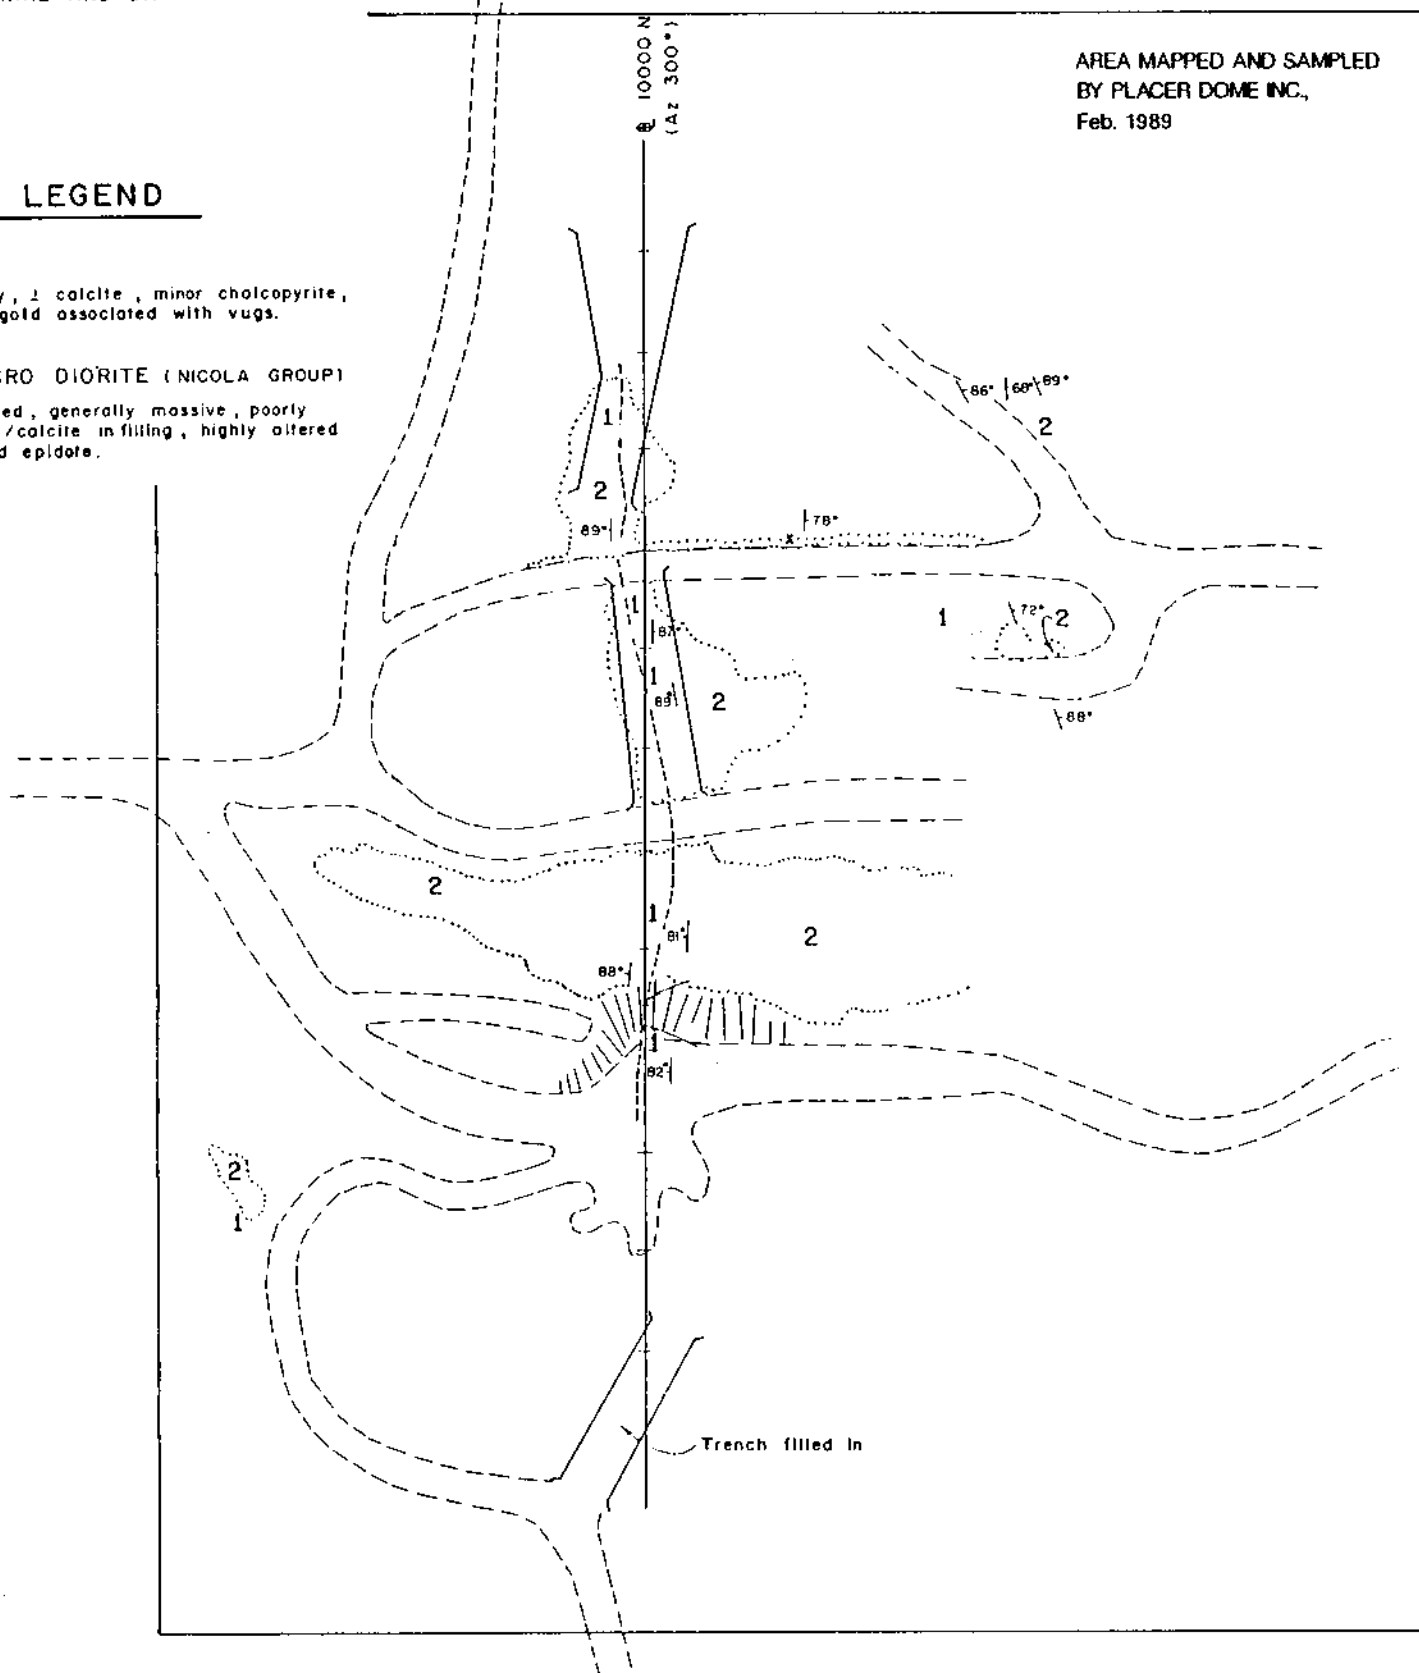 AREA MAPPED AND SAMPLED
BY PLACER DOME INC.,
Feb. 1989
℄ 10000 N
(Az 300°)
LEGEND
calcite , minor chalcopyrite ,
gold associated with vugs.
DIORITE (NICOLA GROUP)
generally massive , poorly
/calcite infilling , highly altered
epidote.
86° 68° 89°
2
1
2
89°
78°
1
87°
1
89°
2
1
72°
2
88°
2
1
81°
2
88°
1
82°
2
1
Trench filled in